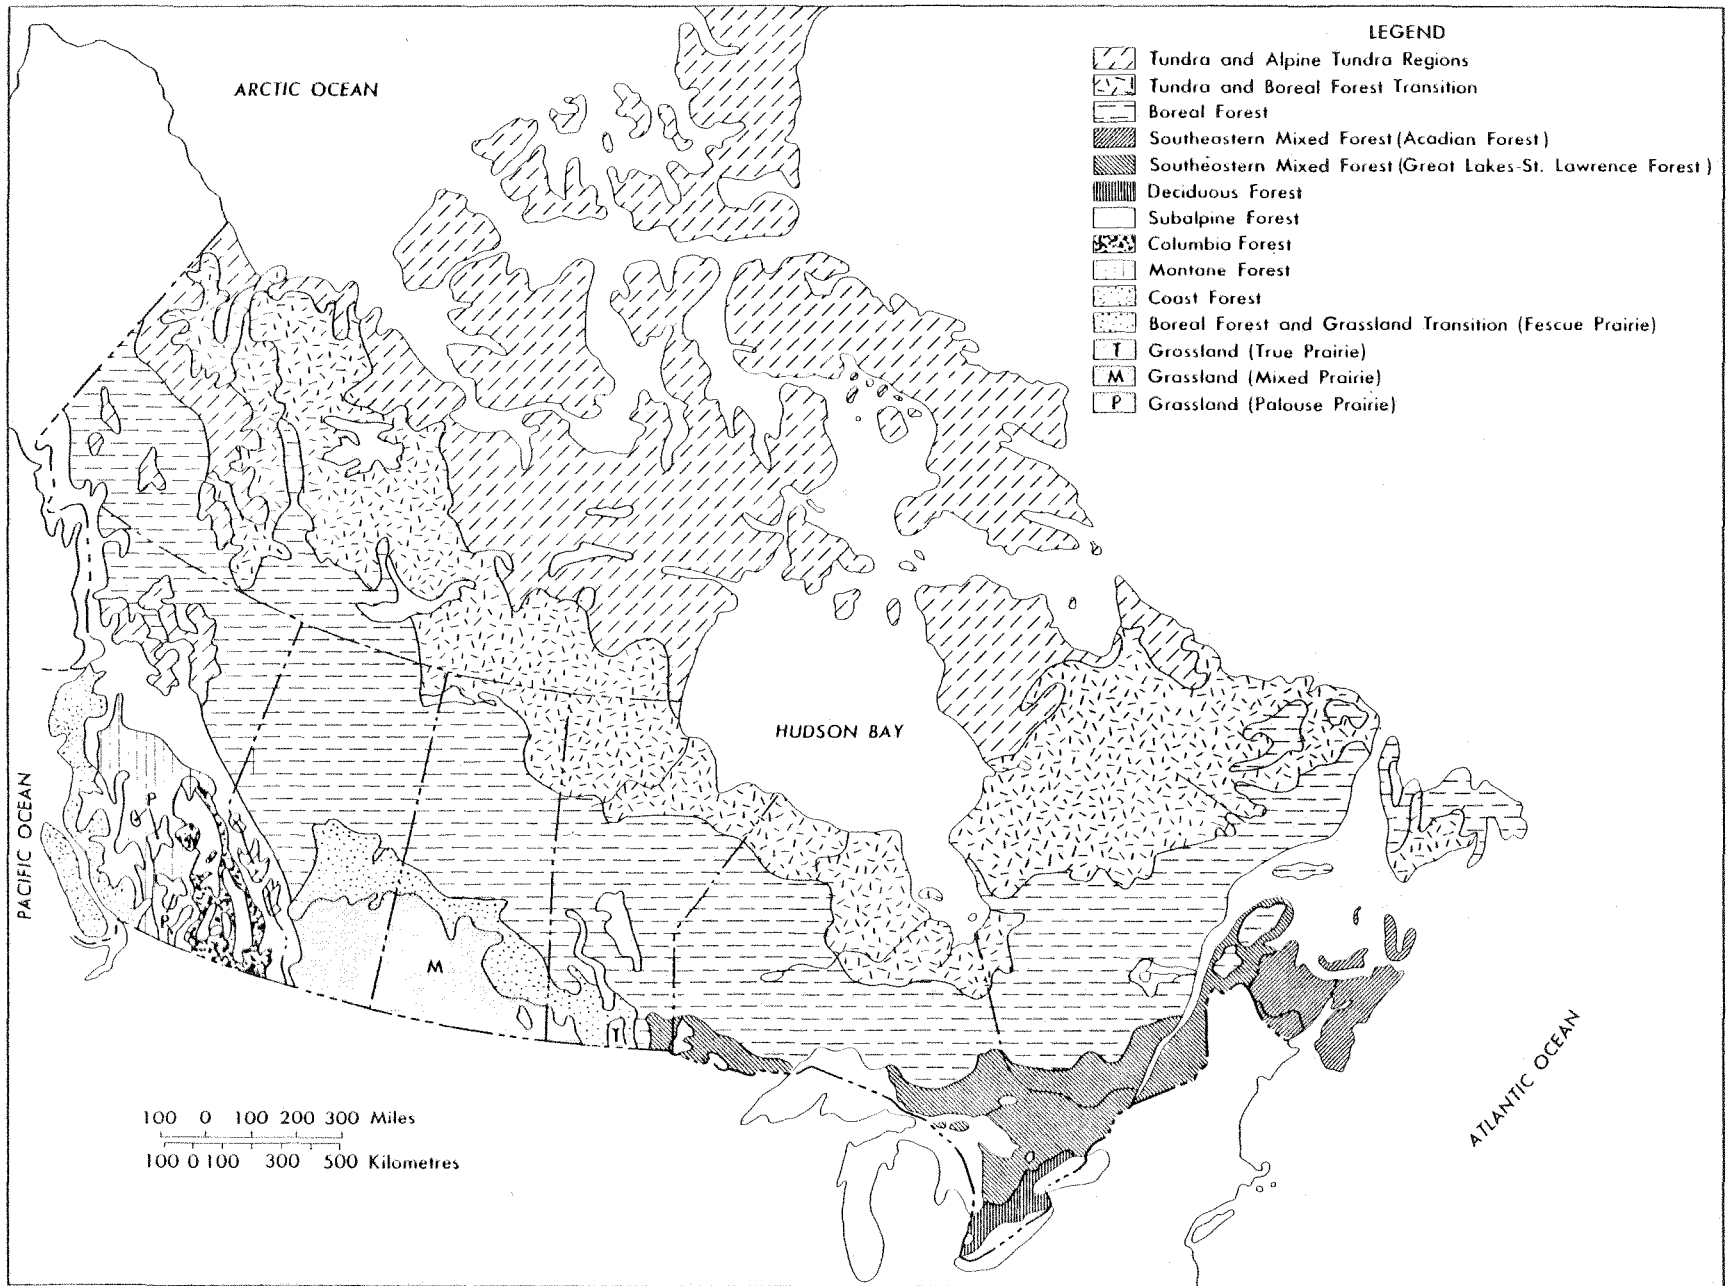 LEGEND
Tundra and Alpine Tundra Regions
Tundra and Boreal Forest Transition
Boreal Forest
Southeastern Mixed Forest (Acadian Forest)
Southeastern Mixed Forest (Great Lakes-St. Lawrence Forest)
Deciduous Forest
Subalpine Forest
Columbia Forest
Montane Forest
Coast Forest
Boreal Forest and Grassland Transition (Fescue Prairie)
T Grassland (True Prairie)
M Grassland (Mixed Prairie)
P Grassland (Palouse Prairie)
ARCTIC OCEAN
HUDSON BAY
PACIFIC OCEAN
P
M
T
ATLANTIC OCEAN
100 0 100 200 300 Miles
100 0 100 300 500 Kilometres